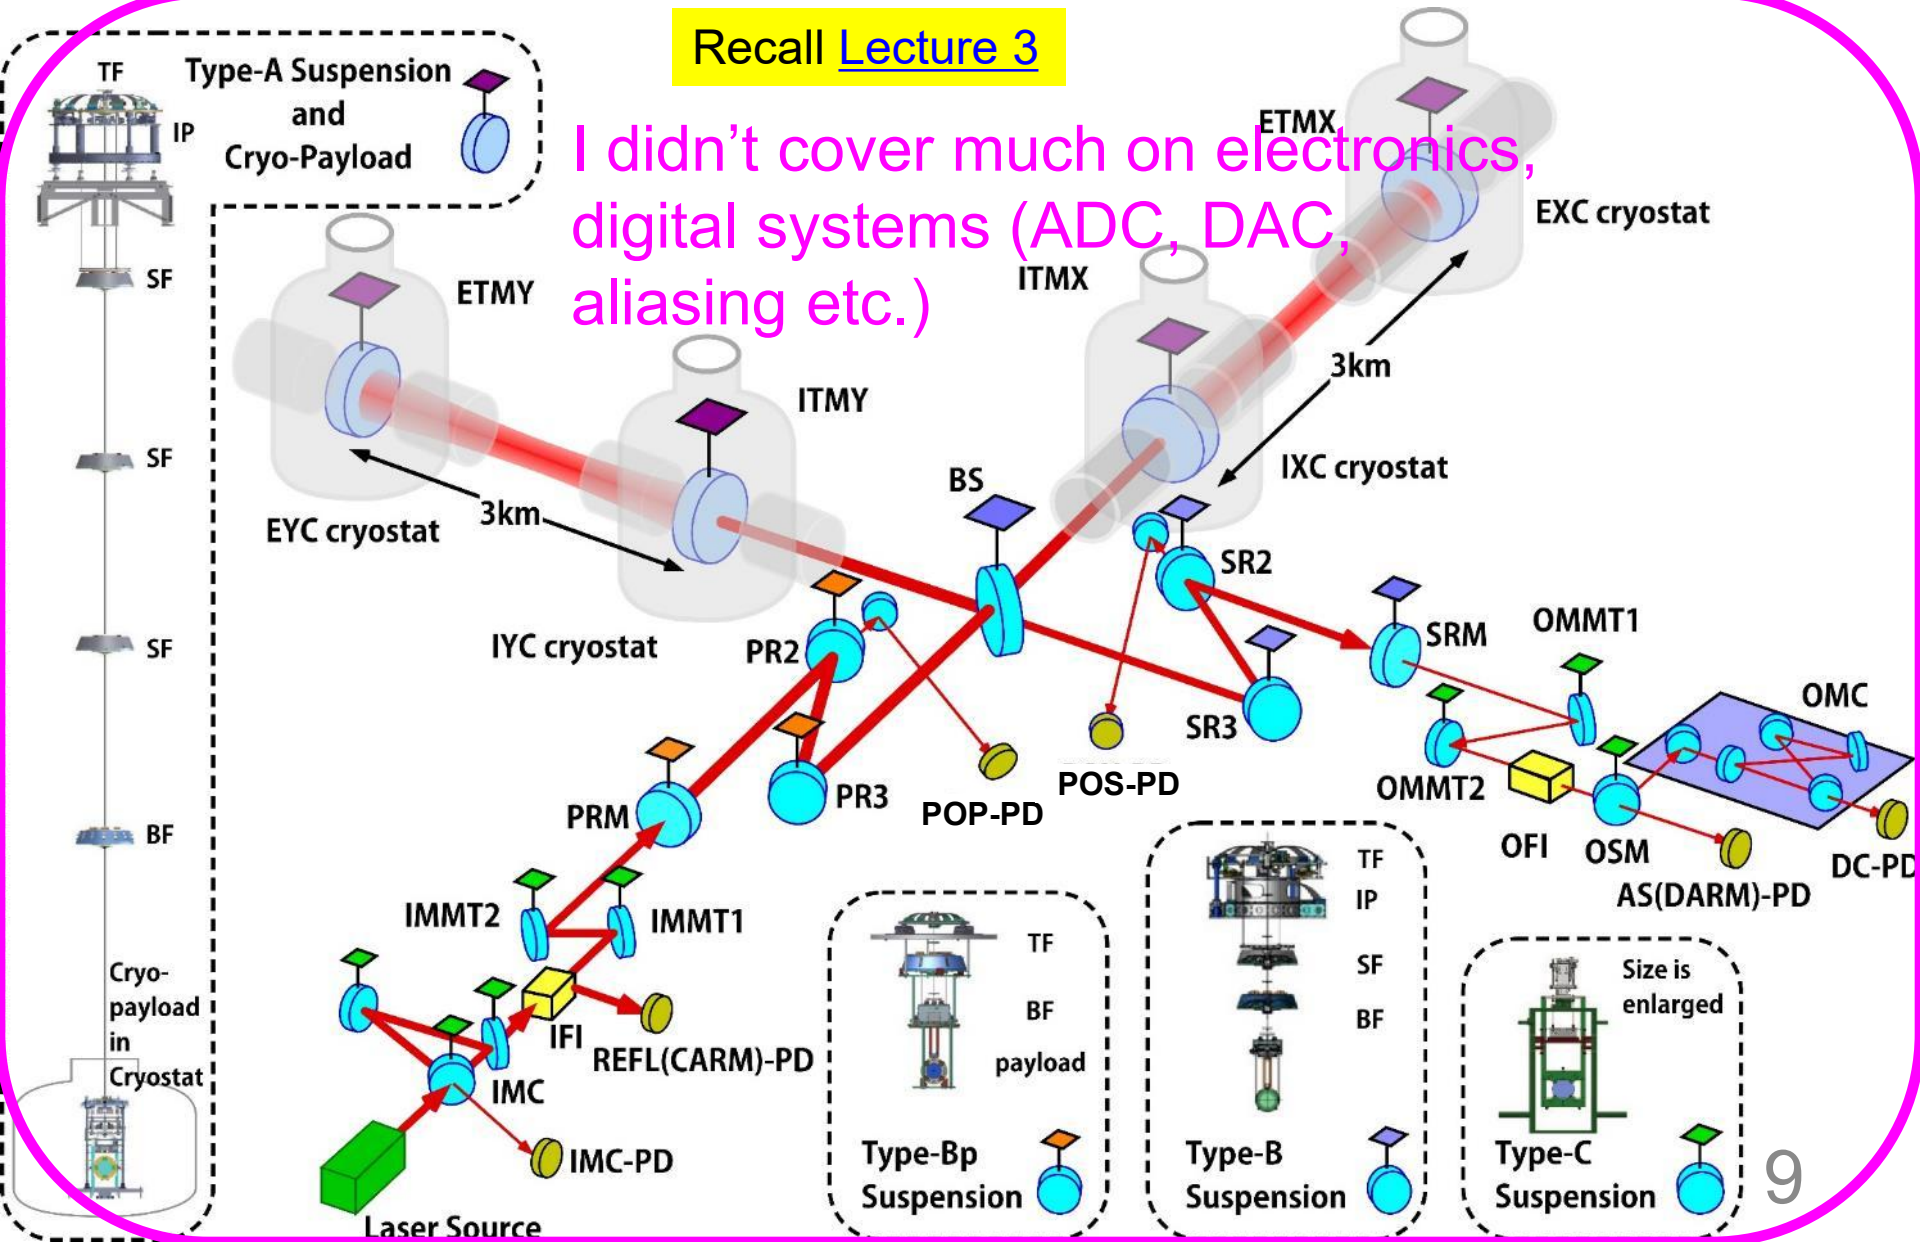 Recall Lecture 3
I didn't cover much on electronics,
digital systems (ADC, DAC,
aliasing etc.)
TF
IP
Type-A Suspension
and
Cryo-Payload
SF
SF
SF
BF
Cryo-
payload
in
Cryostat
ETMX
EXC cryostat
ETMY
ITMX
3km
ITMY
IXC cryostat
BS
3km
EYC cryostat
SR2
IYC cryostat
PR2
SRM
OMMT1
SR3
OMC
PRM
PR3
POP-PD
POS-PD
OMMT2
OFI
OSM
AS(DARM)-PD
DC-PD
IMMT2
IMMT1
IFI
REFL(CARM)-PD
IMC
IMC-PD
Laser Source
TF
BF
payload
Type-Bp
Suspension
TF
IP
SF
BF
Type-B
Suspension
Size is
enlarged
Type-C
Suspension
9